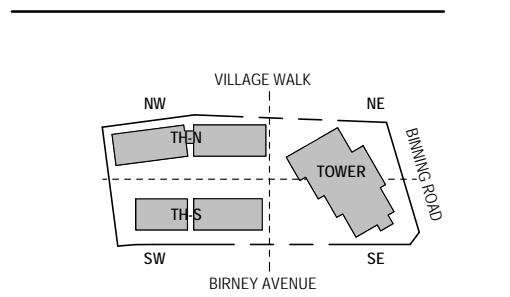 VILLAGE WALK
NW
NE
TH-N
BINNING ROAD
TOWER
TH-S
SW
SE
BIRNEY AVENUE